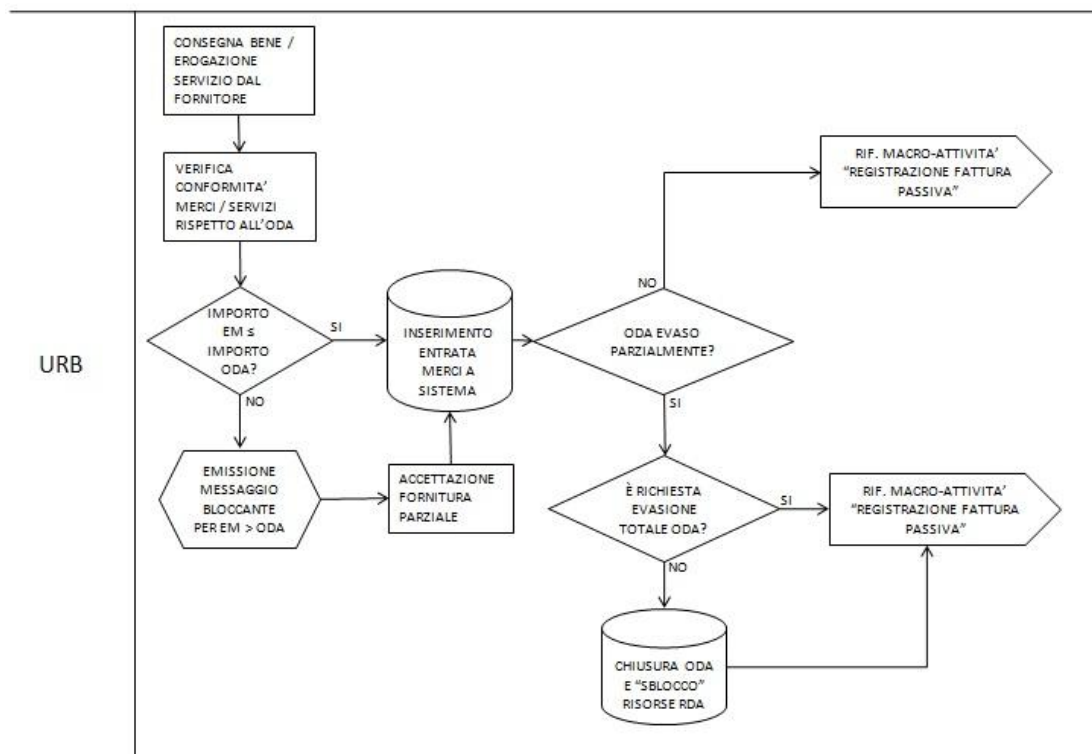 URB
CONSEGNA BENE /
EROGAZIONE
SERVIZIO DAL
FORNITORE
VERIFICA
CONFORMITA’
MERCI / SERVIZI
RISPETTO ALL’ODA
IMPORTO
EM ≤
IMPORTO
ODA?
SI
NO
EMISSIONE
MESSAGGIO
BLOCCANTE
PER EM > ODA
ACCETTAZIONE
FORNITURA
PARZIALE
INSERIMENTO
ENTRATA
MERCI A
SISTEMA
ODA EVASO
PARZIALMENTE?
NO
RIF. MACRO-ATTIVITA’
“REGISTRAZIONE FATTURA
PASSIVA”
SI
È RICHIESTA
EVASIONE
TOTALE ODA?
SI
RIF. MACRO-ATTIVITA’
“REGISTRAZIONE FATTURA
PASSIVA”
NO
CHIUSURA ODA
E “SBLOCCO”
RISORSE RDA